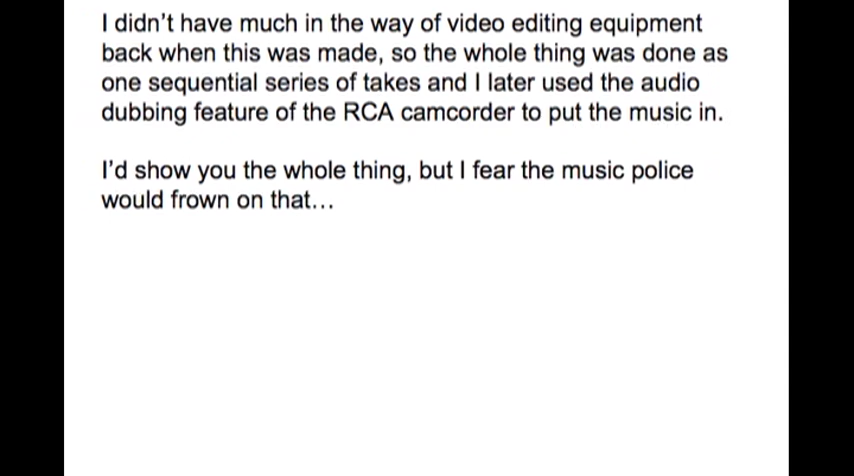 I didn’t have much in the way of video editing equipment
back when this was made, so the whole thing was done as
one sequential series of takes and I later used the audio
dubbing feature of the RCA camcorder to put the music in.
I’d show you the whole thing, but I fear the music police
would frown on that…